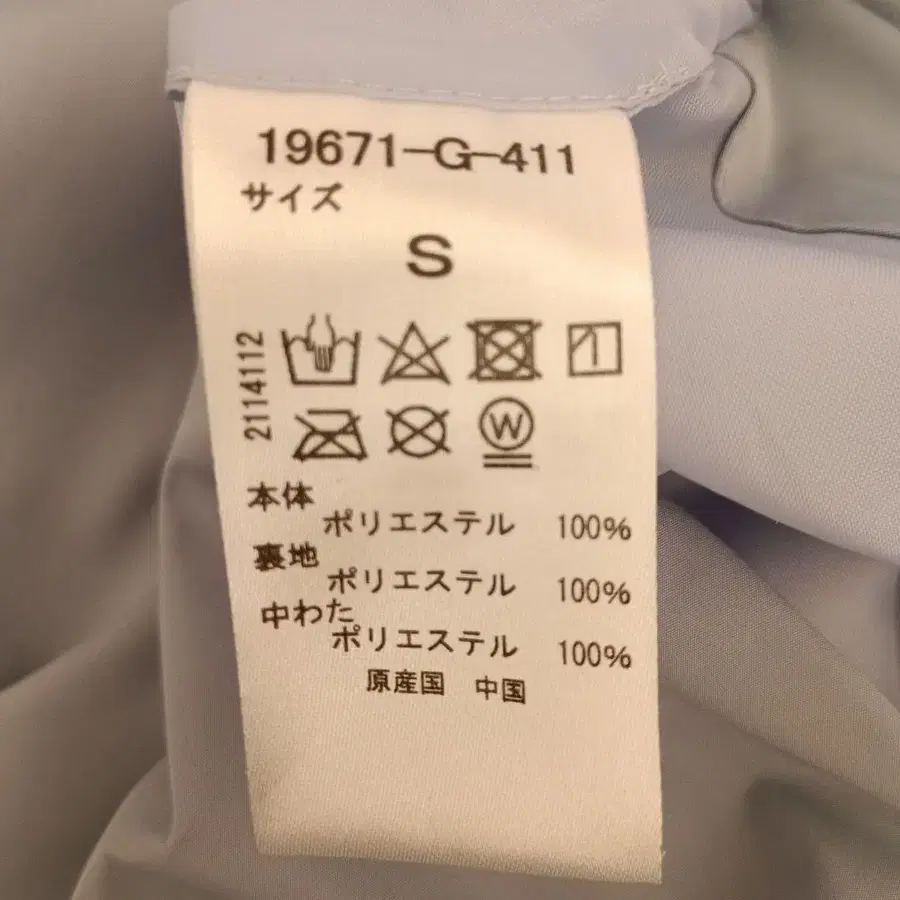 19671-G-411
サイズ
S
2114112
W
本体
ポリエステル 100%
裏地
ポリエステル 100%
中わた
ポリエステル 100%
原産国 中国